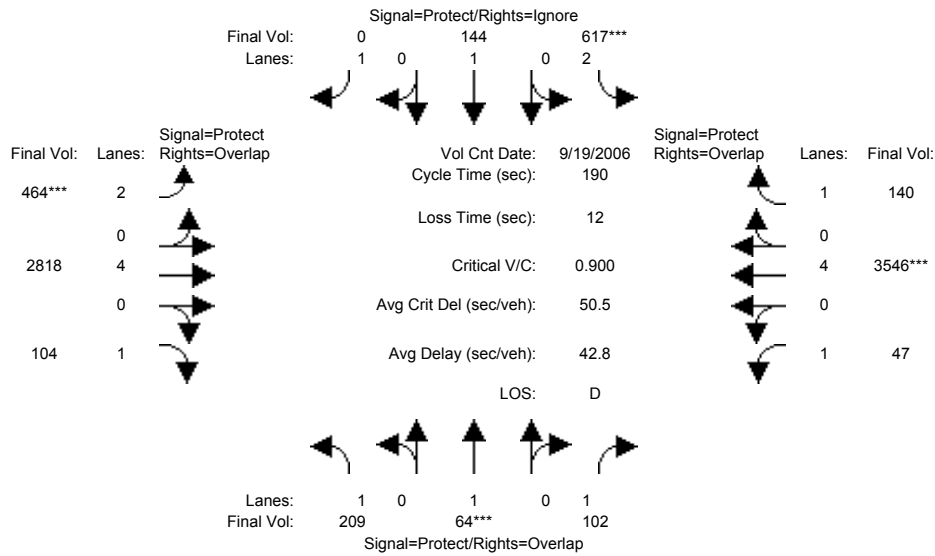 Signal=Protect/Rights=Ignore
Final Vol: 0 144 617***
Lanes: 1 0 1 0 2
Signal=Protect
Final Vol: Lanes: Rights=Overlap
Vol Cnt Date: 9/19/2006
Signal=Protect
Rights=Overlap Lanes: Final Vol:
Cycle Time (sec): 190
464*** 2
1 140
Loss Time (sec): 12
0
0
2818 4
Critical V/C: 0.900
4 3546***
0
Avg Crit Del (sec/veh): 50.5
0
104 1
Avg Delay (sec/veh): 42.8
1 47
LOS: D
Lanes: 1 0 1 0 1
Final Vol: 209 64*** 102
Signal=Protect/Rights=Overlap